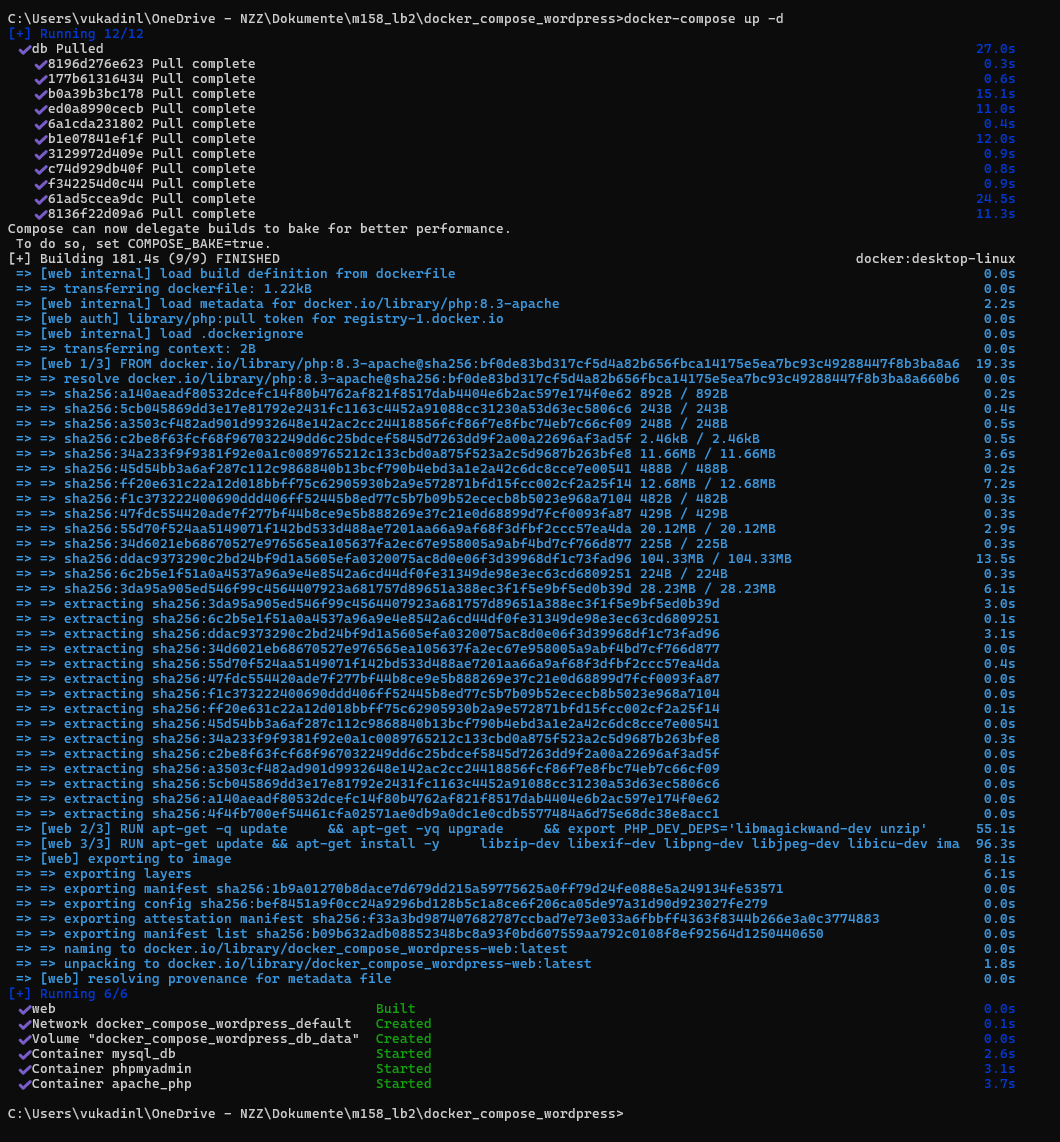 C:\Users\vukadinl\OneDrive - NZZ\Dokumente\m158_lb2\docker_compose_wordpress>docker-compose up -d
[+] Running 12/12
✔db Pulled 27.0s
✔8196d276e623 Pull complete 0.3s
✔177b61316434 Pull complete 0.6s
✔b0a39b3bc178 Pull complete 15.1s
✔ed0a8990cecb Pull complete 11.0s
✔6a1cda231802 Pull complete 0.4s
✔b1e07841ef1f Pull complete 12.0s
✔3129972d409e Pull complete 0.9s
✔c74d929db40f Pull complete 0.8s
✔f342254d0c44 Pull complete 0.9s
✔61ad5ccea9dc Pull complete 24.5s
✔8136f22d09a6 Pull complete 11.3s
Compose can now delegate builds to bake for better performance.
To do so, set COMPOSE_BAKE=true.
[+] Building 181.4s (9/9) FINISHED docker:desktop-linux
=> [web internal] load build definition from dockerfile 0.0s
=> => transferring dockerfile: 1.22kB 0.0s
=> [web internal] load metadata for docker.io/library/php:8.3-apache 2.2s
=> [web auth] library/php:pull token for registry-1.docker.io 0.0s
=> [web internal] load .dockerignore 0.0s
=> => transferring context: 2B 0.0s
=> [web 1/3] FROM docker.io/library/php:8.3-apache@sha256:bf0de83bd317cf5d4a82b656fbca14175e5ea7bc93c49288447f8b3ba8a6 19.3s
=> => resolve docker.io/library/php:8.3-apache@sha256:bf0de83bd317cf5d4a82b656fbca14175e5ea7bc93c49288447f8b3ba8a660b6 0.0s
=> => sha256:a140aeadf80532dcefc14f80b4762af821f8517dab4404e6b2ac597e174f0e62 892B / 892B 0.2s
=> => sha256:5cb045869dd3e17e81792e2431fc1163c4452a91088cc31230a53d63ec5806c6 243B / 243B 0.4s
=> => sha256:a3503cf482ad901d9932648e142ac2cc24418856fcf86f7e8fbc74eb7c66cf09 248B / 248B 0.5s
=> => sha256:c2be8f63fcf68f967032249dd6c25bdcef5845d7263dd9f2a00a22696af3ad5f 2.46kB / 2.46kB 0.5s
=> => sha256:34a233f9f9381f92e0a1c0089765212c133cbd0a875f523a2c5d9687b263bfe8 11.66MB / 11.66MB 3.6s
=> => sha256:45d54bb3a6af287c112c9868840b13bcf790b4ebd3a1e2a42c6dc8cce7e00541 488B / 488B 0.2s
=> => sha256:ff20e631c22a12d018bbff75c62905930b2a9e572871bfd15fcc002cf2a25f14 12.68MB / 12.68MB 7.2s
=> => sha256:f1c373222400690ddd406ff52445b8ed77c5b7b09b52ececb8b5023e968a7104 482B / 482B 0.3s
=> => sha256:47fdc554420ade7f277bf44b8ce9e5b888269e37c21e0d68899d7fcf0093fa87 429B / 429B 0.3s
=> => sha256:55d70f524aa5149071f142bd533d488ae7201aa66a9af68f3dfbf2ccc57ea4da 20.12MB / 20.12MB 2.9s
=> => sha256:34d6021eb68670527e976565ea105637fa2ec67e958005a9abf4bd7cf766d877 225B / 225B 0.3s
=> => sha256:ddac9373290c2bd24bf9d1a5605efa0320075ac8d0e06f3d39968df1c73fad96 104.33MB / 104.33MB 13.5s
=> => sha256:6c2b5e1f51a0a4537a96a9e4e8542a6cd44df0fe31349de98e3ec63cd6809251 224B / 224B 0.3s
=> => sha256:3da95a905ed546f99c4564407923a681757d89651a388ec3f1f5e9bf5ed0b39d 28.23MB / 28.23MB 6.1s
=> => extracting sha256:3da95a905ed546f99c4564407923a681757d89651a388ec3f1f5e9bf5ed0b39d 3.0s
=> => extracting sha256:6c2b5e1f51a0a4537a96a9e4e8542a6cd44df0fe31349de98e3ec63cd6809251 0.1s
=> => extracting sha256:ddac9373290c2bd24bf9d1a5605efa0320075ac8d0e06f3d39968df1c73fad96 3.1s
=> => extracting sha256:34d6021eb68670527e976565ea105637fa2ec67e958005a9abf4bd7cf766d877 0.0s
=> => extracting sha256:55d70f524aa5149071f142bd533d488ae7201aa66a9af68f3dfbf2ccc57ea4da 0.4s
=> => extracting sha256:47fdc554420ade7f277bf44b8ce9e5b888269e37c21e0d68899d7fcf0093fa87 0.0s
=> => extracting sha256:f1c373222400690ddd406ff52445b8ed77c5b7b09b52ececb8b5023e968a7104 0.0s
=> => extracting sha256:ff20e631c22a12d018bbff75c62905930b2a9e572871bfd15fcc002cf2a25f14 0.1s
=> => extracting sha256:45d54bb3a6af287c112c9868840b13bcf790b4ebd3a1e2a42c6dc8cce7e00541 0.0s
=> => extracting sha256:34a233f9f9381f92e0a1c0089765212c133cbd0a875f523a2c5d9687b263bfe8 0.3s
=> => extracting sha256:c2be8f63fcf68f967032249dd6c25bdcef5845d7263dd9f2a00a22696af3ad5f 0.0s
=> => extracting sha256:a3503cf482ad901d9932648e142ac2cc24418856fcf86f7e8fbc74eb7c66cf09 0.0s
=> => extracting sha256:5cb045869dd3e17e81792e2431fc1163c4452a91088cc31230a53d63ec5806c6 0.0s
=> => extracting sha256:a140aeadf80532dcefc14f80b4762af821f8517dab4404e6b2ac597e174f0e62 0.0s
=> => extracting sha256:4f4fb700ef54461cfa02571ae0db9a0dc1e0cdb5577484a6d75e68dc38e8acc1 0.0s
=> [web 2/3] RUN apt-get -q update && apt-get -yq upgrade && export PHP_DEV_DEPS='libmagickwand-dev unzip' 55.1s
=> [web 3/3] RUN apt-get update && apt-get install -y libzip-dev libexif-dev libpng-dev libjpeg-dev libicu-dev ima 96.3s
=> [web] exporting to image 8.1s
=> => exporting layers 6.1s
=> => exporting manifest sha256:1b9a01270b8dace7d679dd215a59775625a0ff79d24fe088e5a249134fe53571 0.0s
=> => exporting config sha256:bef8451a9f0cc24a9296bd128b5c1a8ce6f206ca05de97a31d90d923027fe279 0.0s
=> => exporting attestation manifest sha256:f33a3bd987407682787ccbad7e73e033a6fbbff4363f8344b266e3a0c3774883 0.0s
=> => exporting manifest list sha256:b09b632adb08852348bc8a93f0bd607559aa792c0108f8ef92564d1250440650 0.0s
=> => naming to docker.io/library/docker_compose_wordpress-web:latest 0.0s
=> => unpacking to docker.io/library/docker_compose_wordpress-web:latest 1.8s
=> [web] resolving provenance for metadata file 0.0s
[+] Running 6/6
✔web Built 0.0s
✔Network docker_compose_wordpress_default Created 0.1s
✔Volume "docker_compose_wordpress_db_data" Created 0.0s
✔Container mysql_db Started 2.6s
✔Container phpmyadmin Started 3.1s
✔Container apache_php Started 3.7s
C:\Users\vukadinl\OneDrive - NZZ\Dokumente\m158_lb2\docker_compose_wordpress>